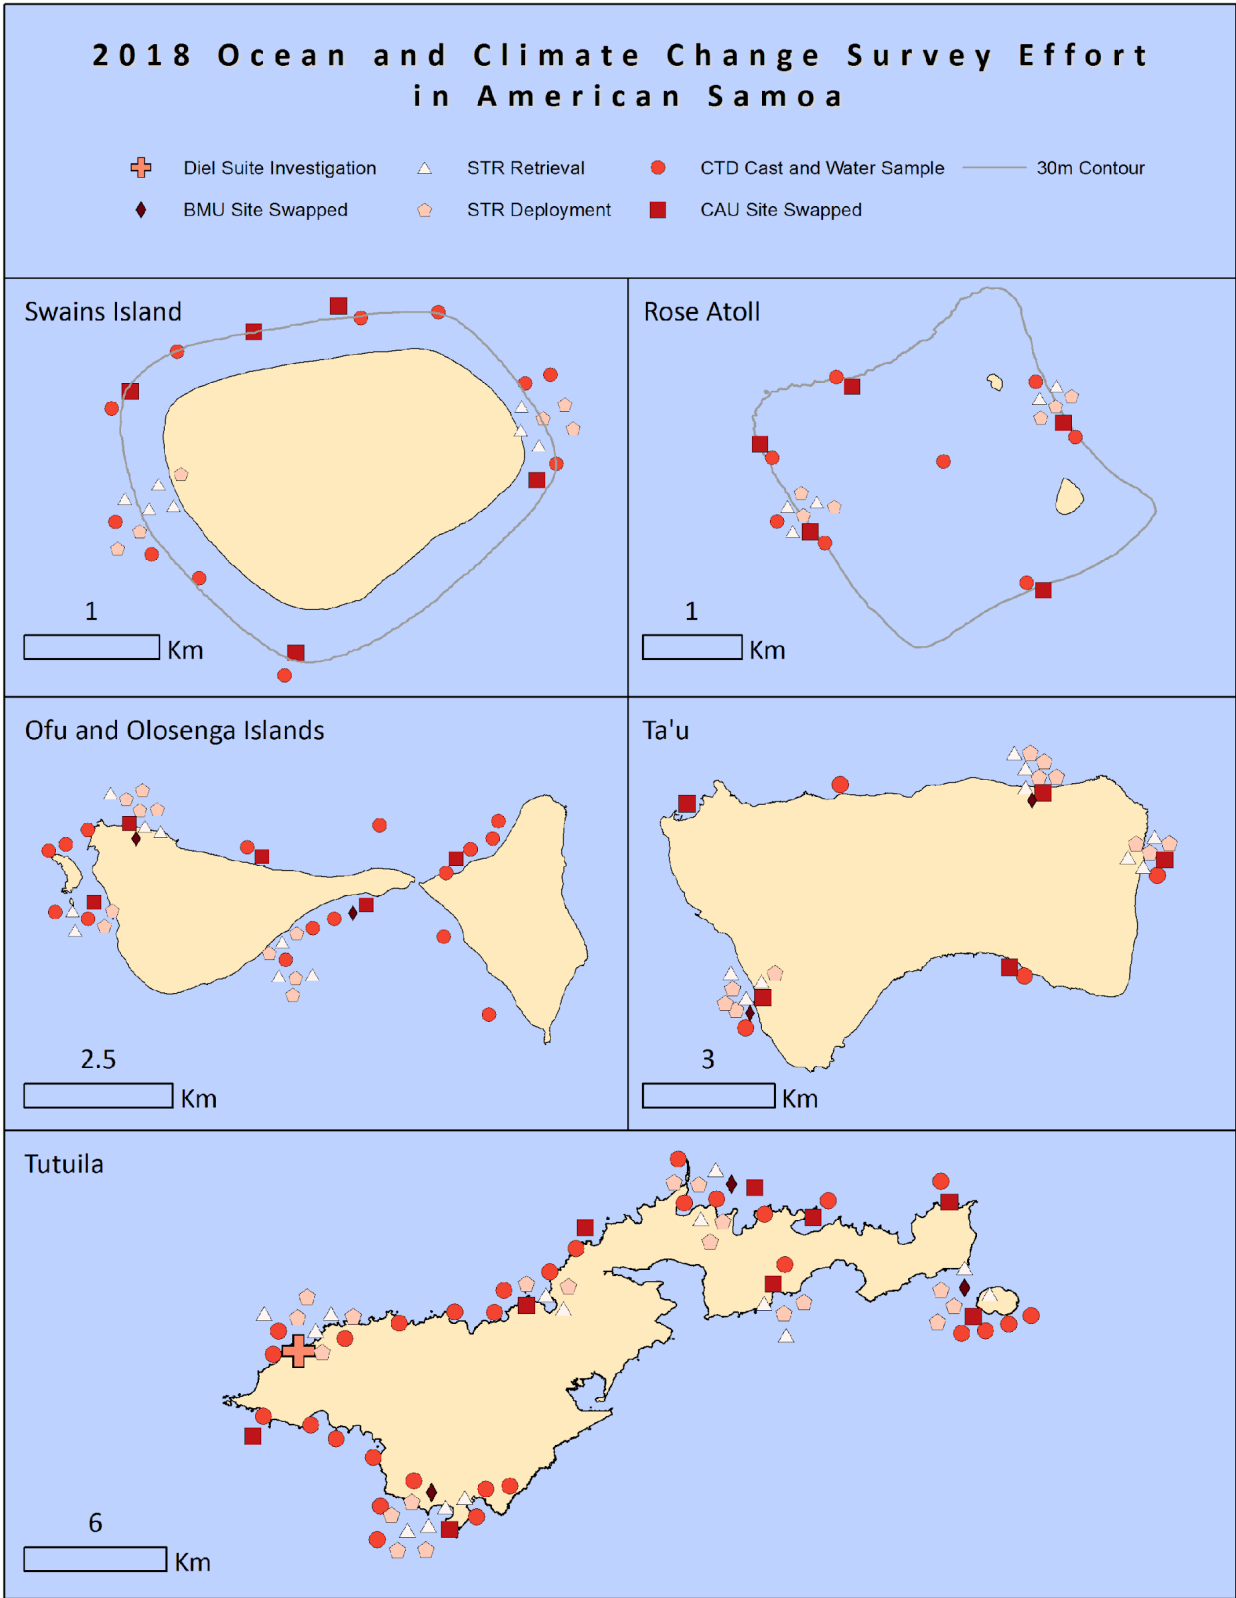 2018 Ocean and Climate Change Survey Effort
in American Samoa
Diel Suite Investigation
STR Retrieval
CTD Cast and Water Sample
30m Contour
BMU Site Swapped
STR Deployment
CAU Site Swapped
Swains Island
1
Km
Rose Atoll
1
Km
Ofu and Olosenga Islands
2.5
Km
Ta'u
3
Km
Tutuila
6
Km